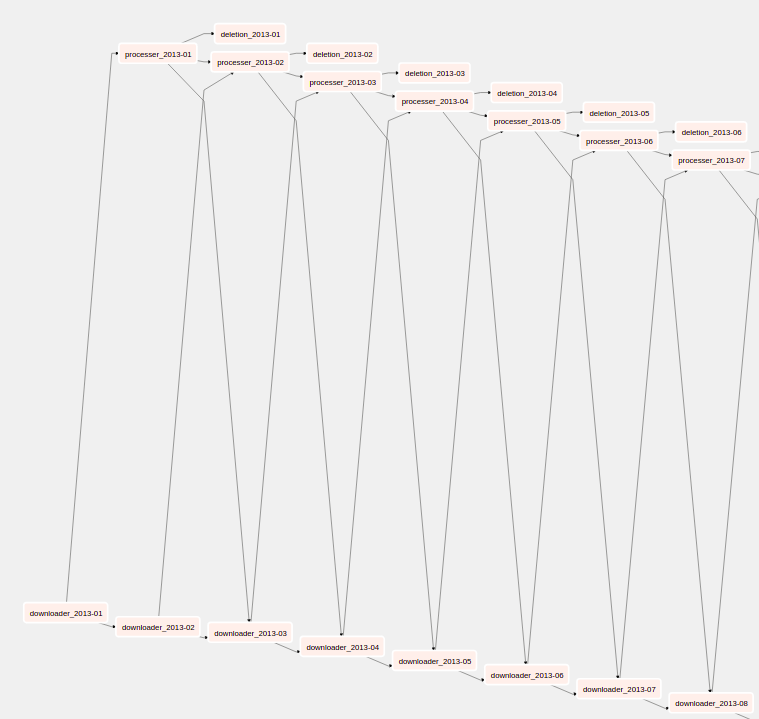 deletion_2013-01
processer_2013-01
deletion_2013-02
processer_2013-02
deletion_2013-03
processer_2013-03
deletion_2013-04
processer_2013-04
deletion_2013-05
processer_2013-05
deletion_2013-06
processer_2013-06
processer_2013-07
downloader_2013-01
downloader_2013-02
downloader_2013-03
downloader_2013-04
downloader_2013-05
downloader_2013-06
downloader_2013-07
downloader_2013-08